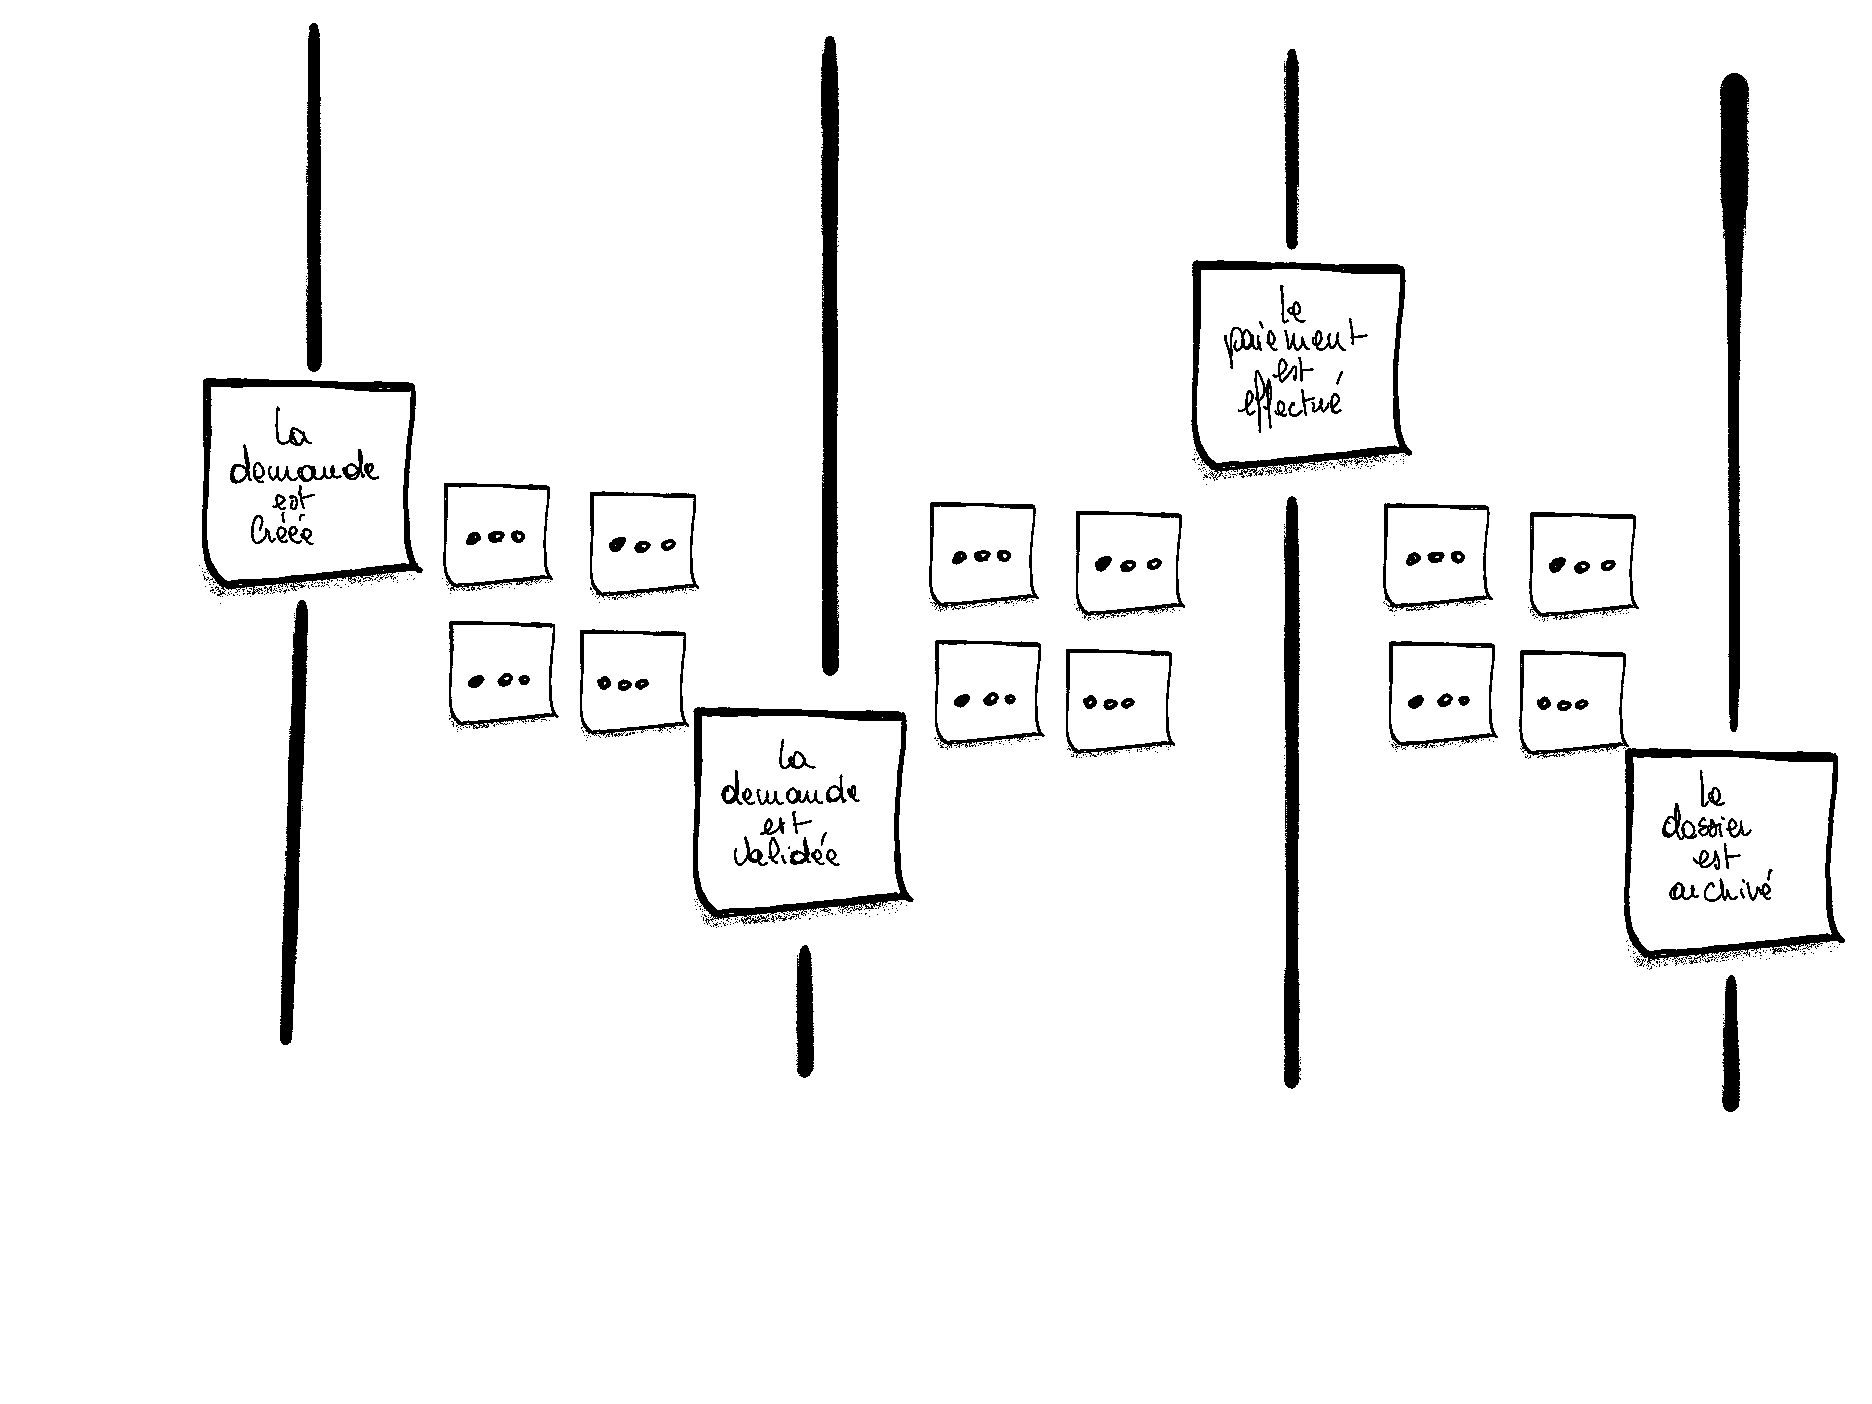 la
demande
est
créée
...
...
...
...
la
demande
est
validée
...
...
...
...
le
paiement
est
effectué
...
...
...
...
le
dossier
est
archivé